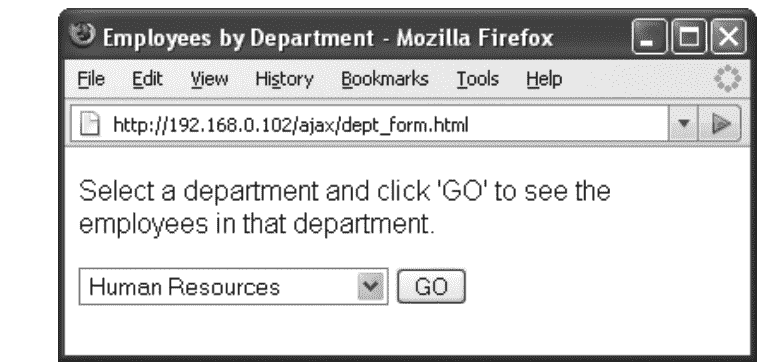 Employees by Department - Mozilla Firefox
File Edit View History Bookmarks Tools Help
http://192.168.0.102/ajax/dept_form.html
Select a department and click 'GO' to see the
employees in that department.
Human Resources GO